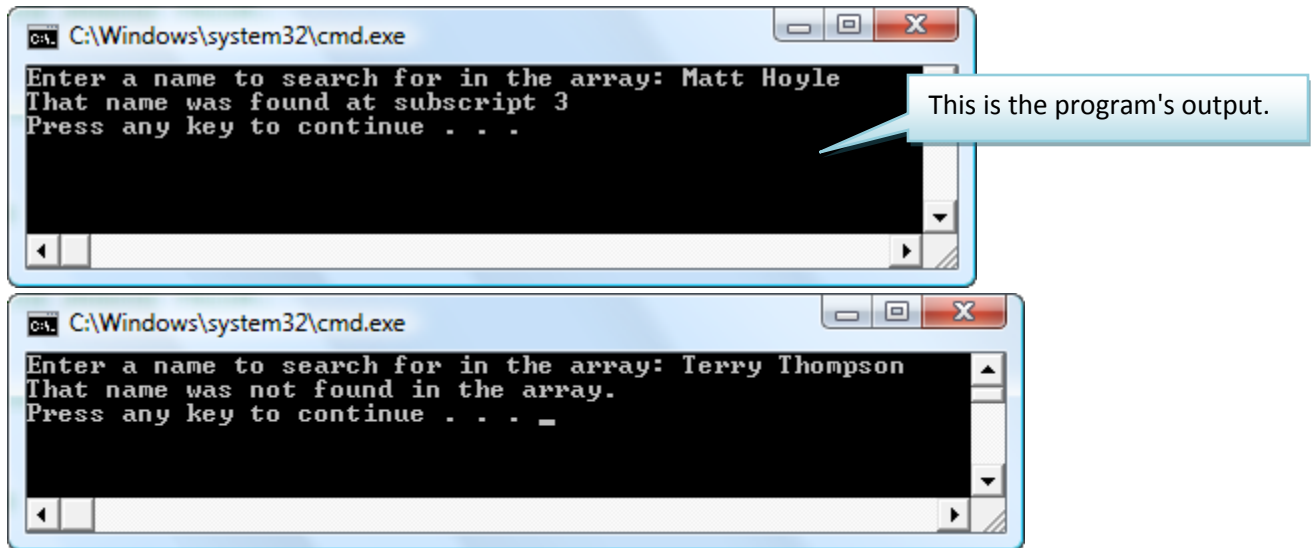 C:\Windows\system32\cmd.exe
Enter a name to search for in the array: Matt Hoyle
That name was found at subscript 3
Press any key to continue . . .
This is the program's output.
C:\Windows\system32\cmd.exe
Enter a name to search for in the array: Terry Thompson
That name was not found in the array.
Press any key to continue . . . _